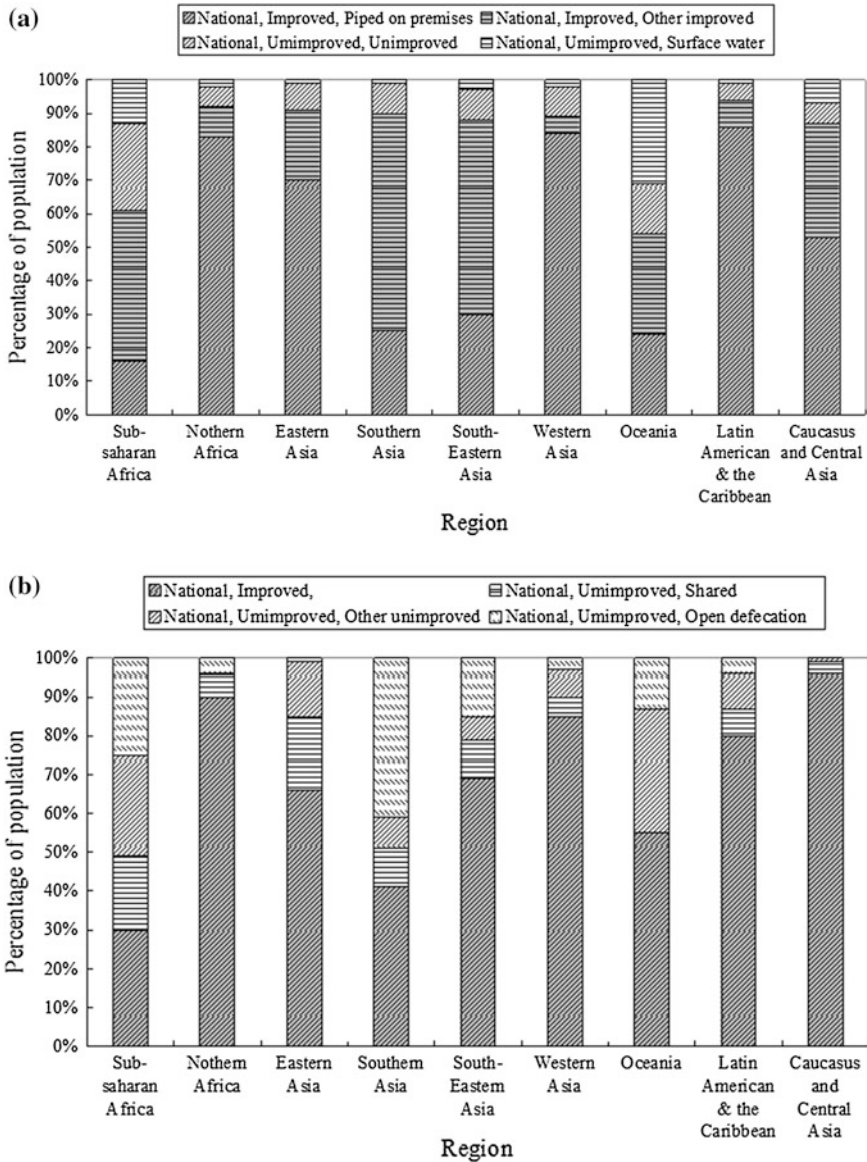 (a)
National, Improved, Piped on premises
National, Improved, Other improved
National, Umimproved, Unimproved
National, Umimproved, Surface water
Percentage of population
100%
90%
80%
70%
60%
50%
40%
30%
20%
10%
0%
Sub-
saharan
Africa
Nothern
Africa
Eastern
Asia
Southern
Asia
South-
Eastern
Asia
Western
Asia
Oceania
Latin
American
& the
Caribbean
Caucasus
and Central
Asia
Region
(b)
National, Improved,
National, Umimproved, Shared
National, Umimproved, Other unimproved
National, Umimproved, Open defecation
Percentage of population
100%
90%
80%
70%
60%
50%
40%
30%
20%
10%
0%
Sub-
saharan
Africa
Nothern
Africa
Eastern
Asia
Southern
Asia
South-
Eastern
Asia
Western
Asia
Oceania
Latin
American
& the
Caribbean
Caucasus
and
Central
Asia
Region